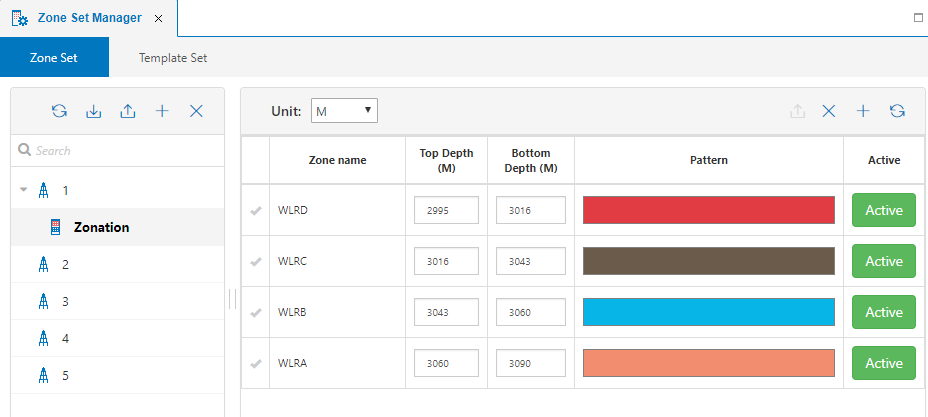 Zone Set Manager ×
Zone Set Template Set
Unit: M
Search
Zone name Top Depth (M) Bottom Depth (M) Pattern Active
1
WLRD 2995 3016 Active
Zonation
2
WLRC 3016 3043 Active
3
WLRB 3043 3060 Active
4
5
WLRA 3060 3090 Active